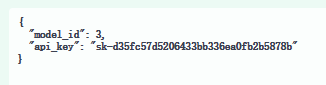 {
"model_id": 3,
"api_key": "sk-d35fc57d5206433bb336ea0fb2b5878b"
}